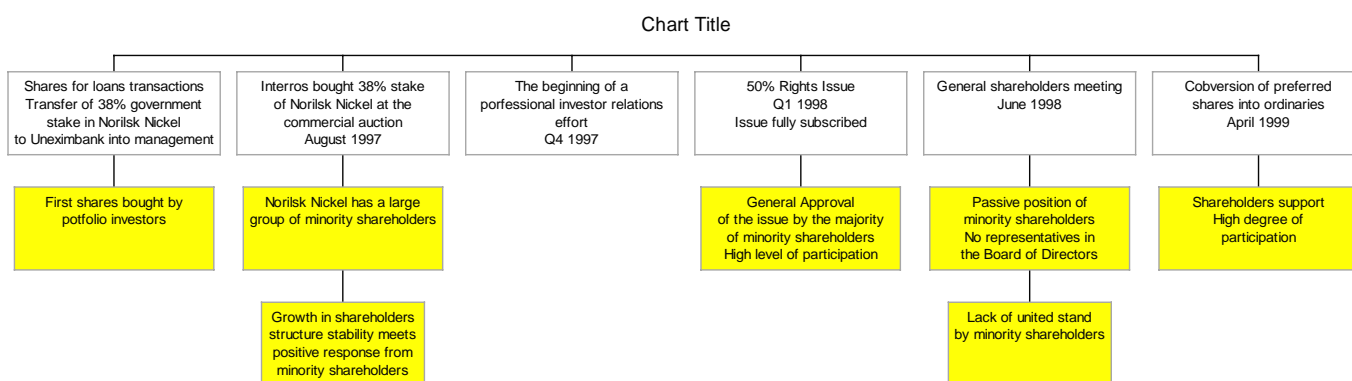 Chart Title
Shares for loans transactions
Transfer of 38% government
stake in Norilsk Nickel
to Uneximbank into management
Interros bought 38% stake
of Norilsk Nickel at the
commercial auction
August 1997
The beginning of a
porfessional investor relations
effort
Q4 1997
50% Rights Issue
Q1 1998
Issue fully subscribed
General shareholders meeting
June 1998
Cobversion of preferred
shares into ordinaries
April 1999
First shares bought by
potfolio investors
Norilsk Nickel has a large
group of minority shareholders
General Approval
of the issue by the majority
of minority shareholders
High level of participation
Passive position of
minority shareholders
No representatives in
the Board of Directors
Shareholders support
High degree of
participation
Growth in shareholders
structure stability meets
positive response from
minority shareholders
Lack of united stand
by minority shareholders